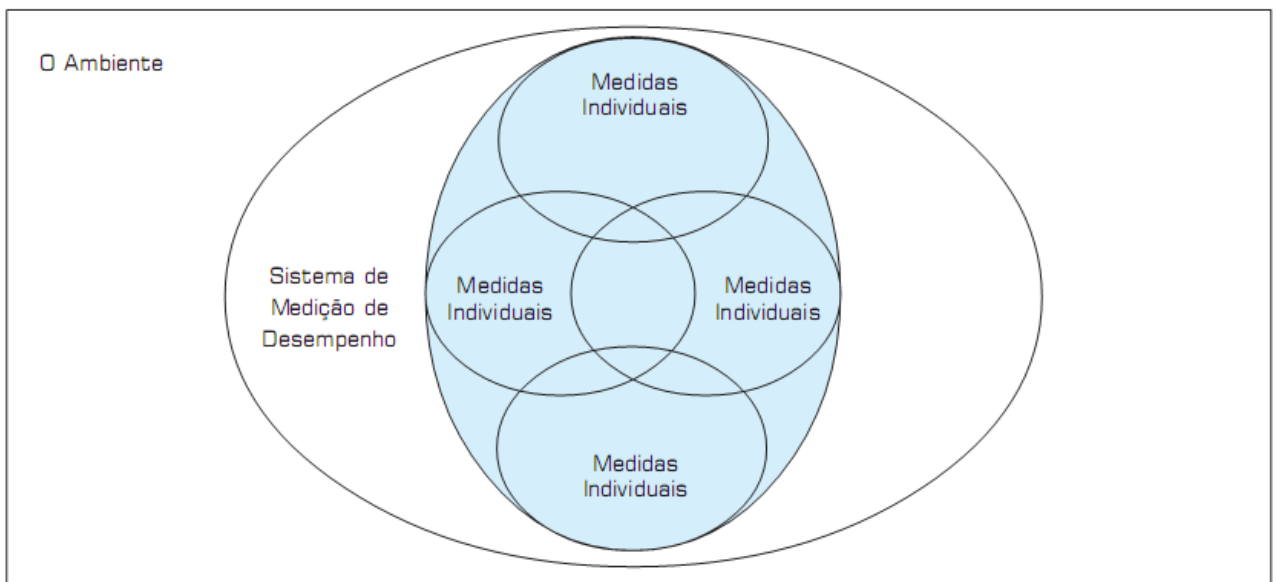 O Ambiente
Medidas
Individuais
Sistema de
Medição de
Desempenho
Medidas
Individuais
Medidas
Individuais
Medidas
Individuais